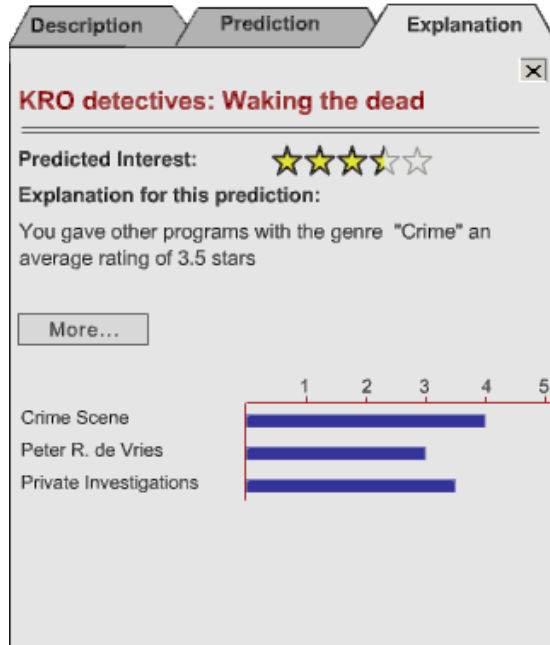 Description Prediction Explanation
KRO detectives: Waking the dead
Predicted Interest:
Explanation for this prediction:
You gave other programs with the genre "Crime" an
average rating of 3.5 stars
More...
1 2 3 4 5
Crime Scene
Peter R. de Vries
Private Investigations